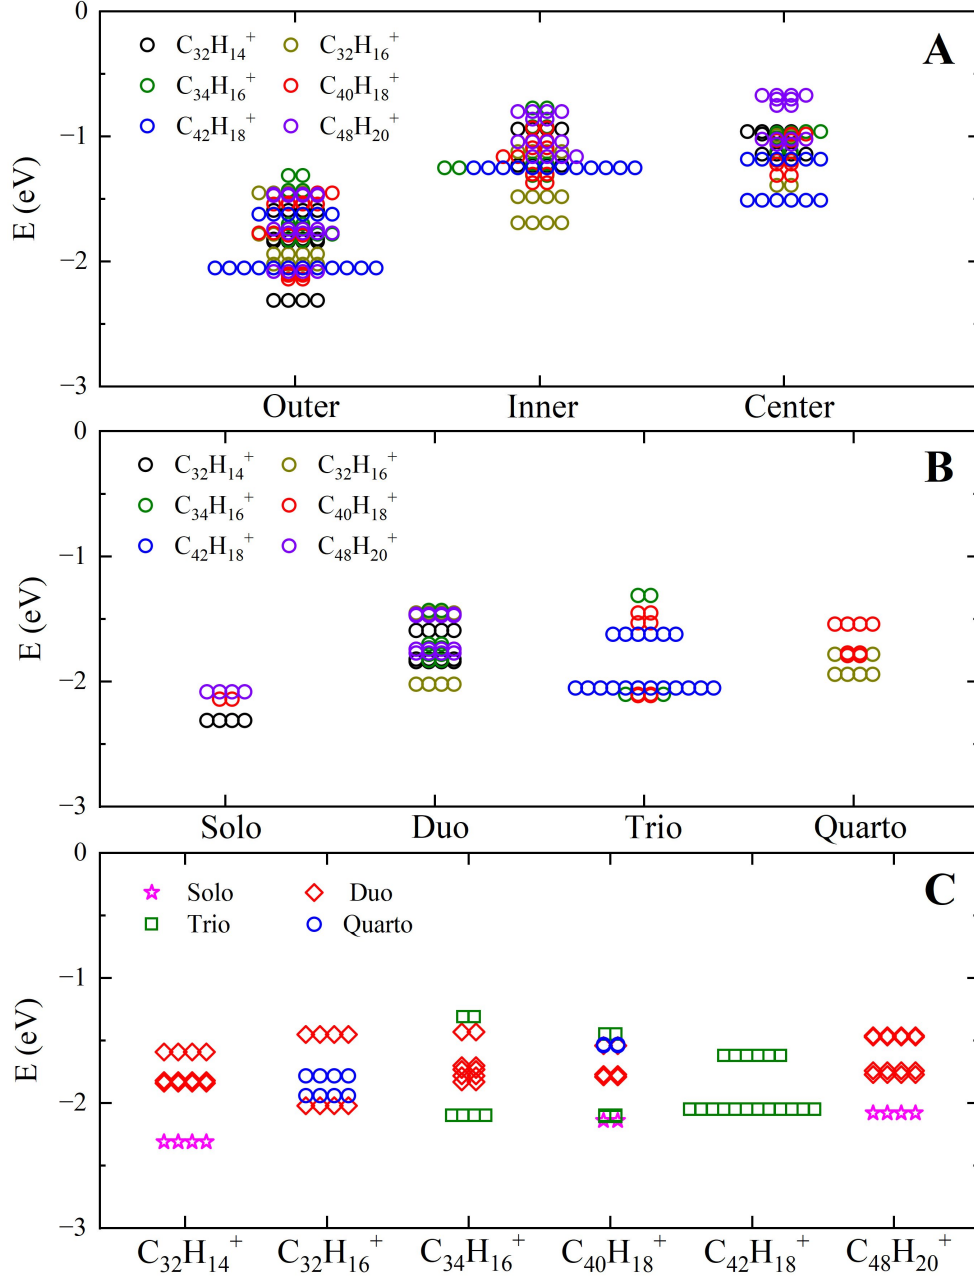 0
A
C₃₂H₁₄⁺ C₃₂H₁₆⁺
C₃₄H₁₆⁺ C₄₀H₁₈⁺
C₄₂H₁₈⁺ C₄₈H₂₀⁺
−1
E (eV)
−2
−3
Outer Inner Center
0
B
C₃₂H₁₄⁺ C₃₂H₁₆⁺
C₃₄H₁₆⁺ C₄₀H₁₈⁺
C₄₂H₁₈⁺ C₄₈H₂₀⁺
−1
E (eV)
−2
−3
Solo Duo Trio Quarto
0
C
Solo Duo
Trio Quarto
−1
E (eV)
−2
−3
C₃₂H₁₄⁺ C₃₂H₁₆⁺ C₃₄H₁₆⁺ C₄₀H₁₈⁺ C₄₂H₁₈⁺ C₄₈H₂₀⁺